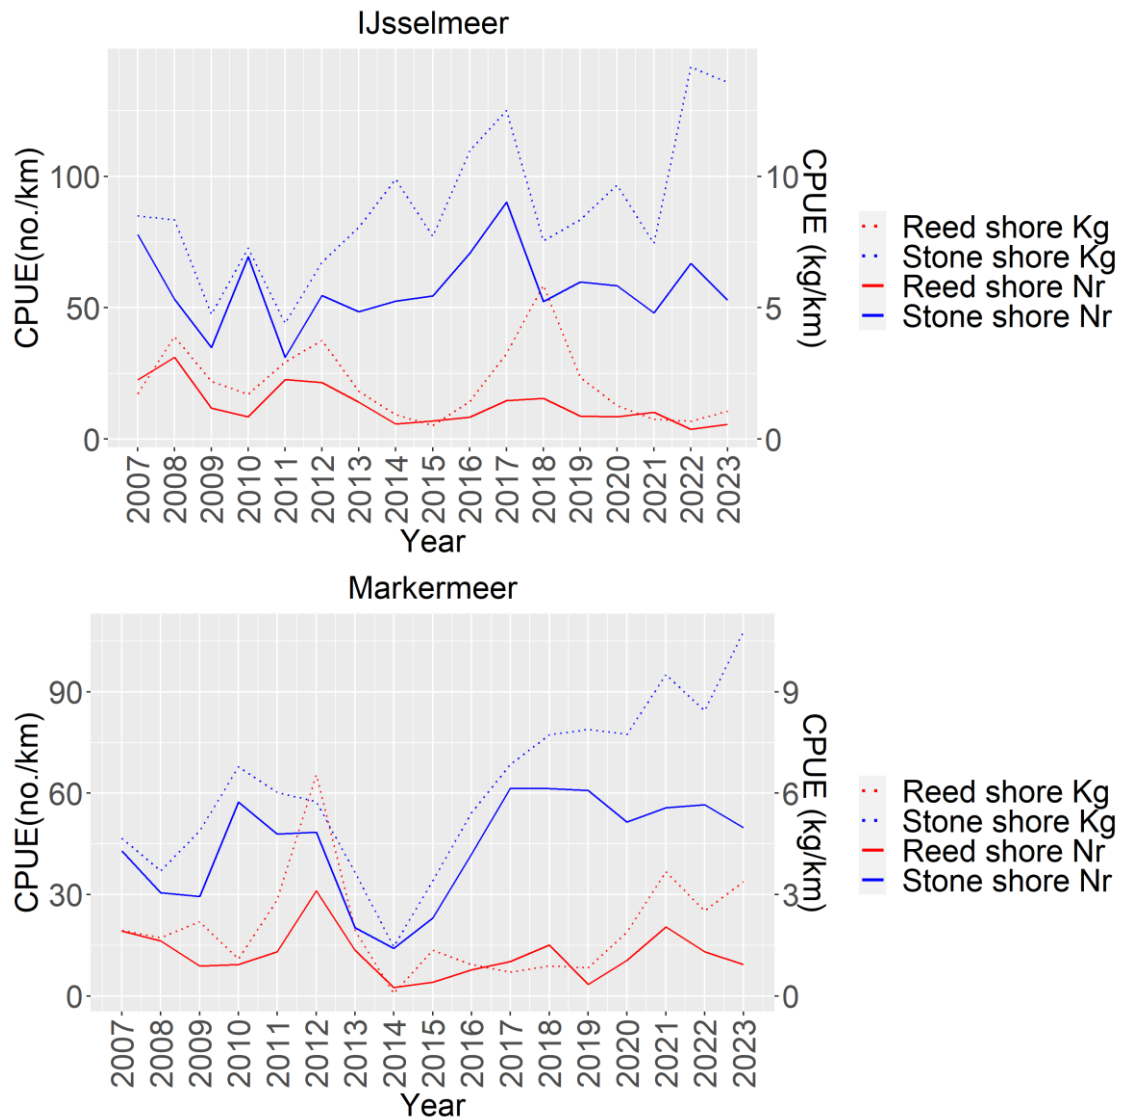 IJsselmeer
CPUE(no./km)
100
50
0
10
5
0
CPUE (kg/km)
2007 2008 2009 2010 2011 2012 2013 2014 2015 2016 2017 2018 2019 2020 2021 2022 2023
Year
Reed shore Kg
Stone shore Kg
Reed shore Nr
Stone shore Nr
Markermeer
CPUE(no./km)
90
60
30
0
9
6
3
0
CPUE (kg/km)
2007 2008 2009 2010 2011 2012 2013 2014 2015 2016 2017 2018 2019 2020 2021 2022 2023
Year
Reed shore Kg
Stone shore Kg
Reed shore Nr
Stone shore Nr